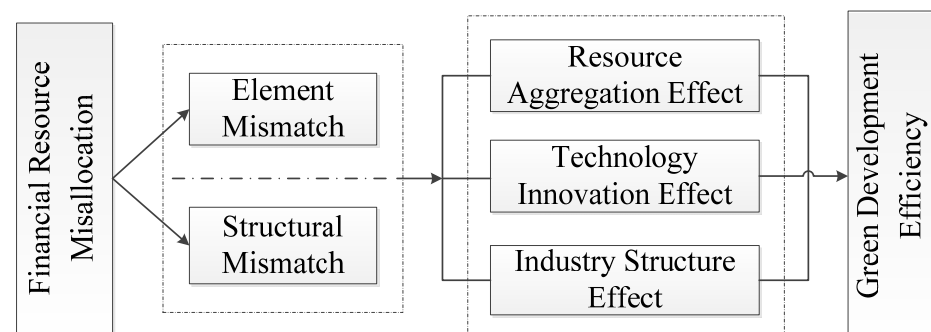 Financial Resource
Misallocation
Element
Mismatch
Structural
Mismatch
Resource
Aggregation Effect
Technology
Innovation Effect
Industry Structure
Effect
Green Development
Efficiency